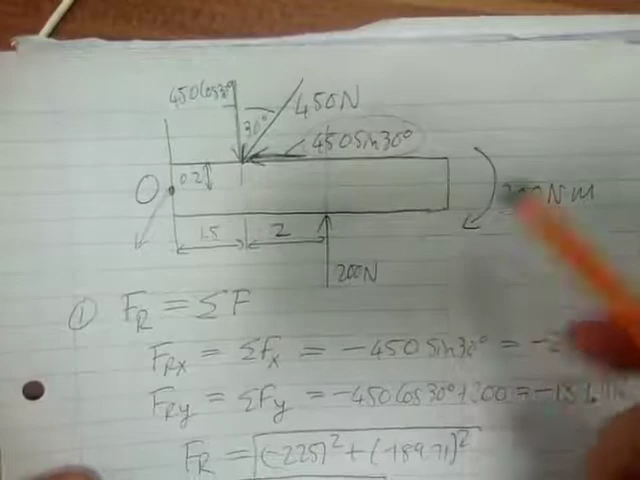 450Cos30°
450N
30°
450Sin30°
0.2
O
Nm
1.5
2
200N
① F_R = ΣF
F_Rx = Σf_x = -450 Sin30° =
F_Ry = ΣF_y = -450 Cos30° + 200 =
F_R = √(-225)² + (-189.71)²